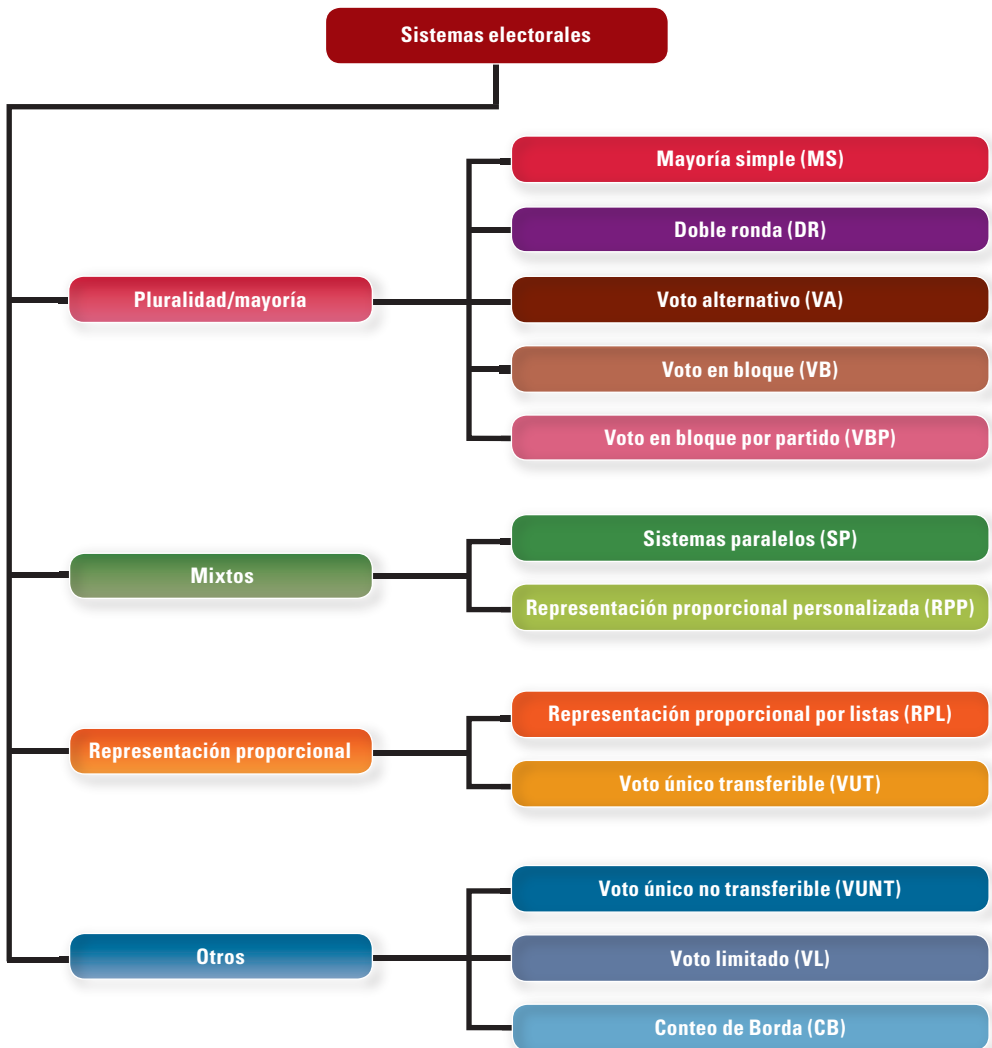 Sistemas electorales
Pluralidad/mayoría
Mayoría simple (MS)
Doble ronda (DR)
Voto alternativo (VA)
Voto en bloque (VB)
Voto en bloque por partido (VBP)
Mixtos
Sistemas paralelos (SP)
Representación proporcional personalizada (RPP)
Representación proporcional
Representación proporcional por listas (RPL)
Voto único transferible (VUT)
Otros
Voto único no transferible (VUNT)
Voto limitado (VL)
Conteo de Borda (CB)